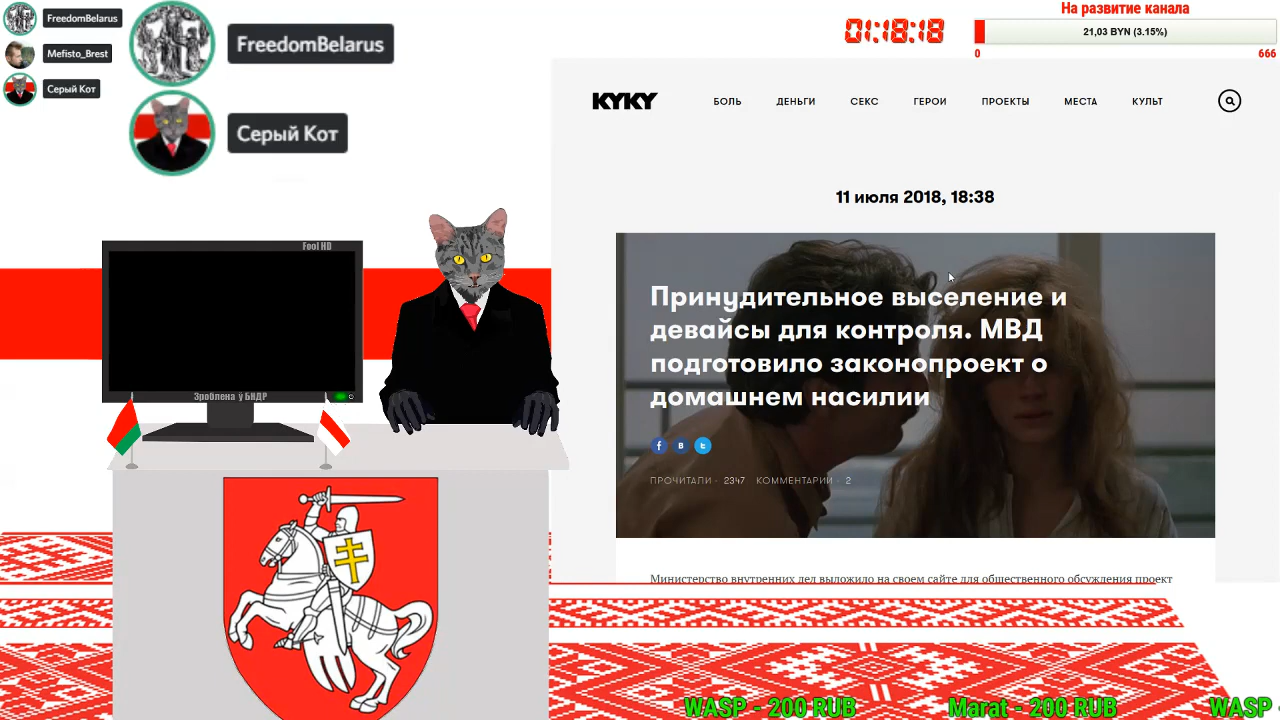 FreedomBelarus
Mefisto_Brest
Серый Кот
FreedomBelarus
Серый Кот
01:18:18
На развитие канала
21,03 BYN (3.15%)
0 666
KYKY
БОЛЬ ДЕНЬГИ СЕКС ГЕРОИ ПРОЕКТЫ МЕСТА КУЛЬТ
11 июля 2018, 18:38
Принудительное выселение и
девайсы для контроля. МВД
подготовило законопроект о
домашнем насилии
ПРОЧИТАЛИ · 2347 КОММЕНТАРИИ · 2
Министерство внутренних дел выложило на своем сайте для общественного обсуждения проект
Fool HD
Зроблена ў БНДР
WASP - 200 RUB Marat - 200 RUB WASP -